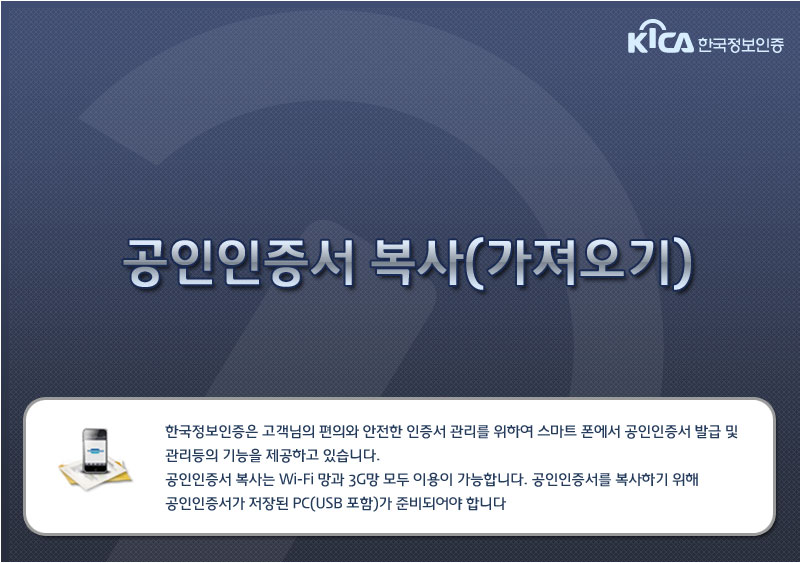 KICA 한국정보인증
공인인증서 복사(가져오기)
한국정보인증은 고객님의 편의와 안전한 인증서 관리를 위하여 스마트 폰에서 공인인증서 발급 및
관리등의 기능을 제공하고 있습니다.
공인인증서 복사는 Wi-Fi 망과 3G망 모두 이용이 가능합니다. 공인인증서를 복사하기 위해
공인인증서가 저장된 PC(USB 포함)가 준비되어야 합니다